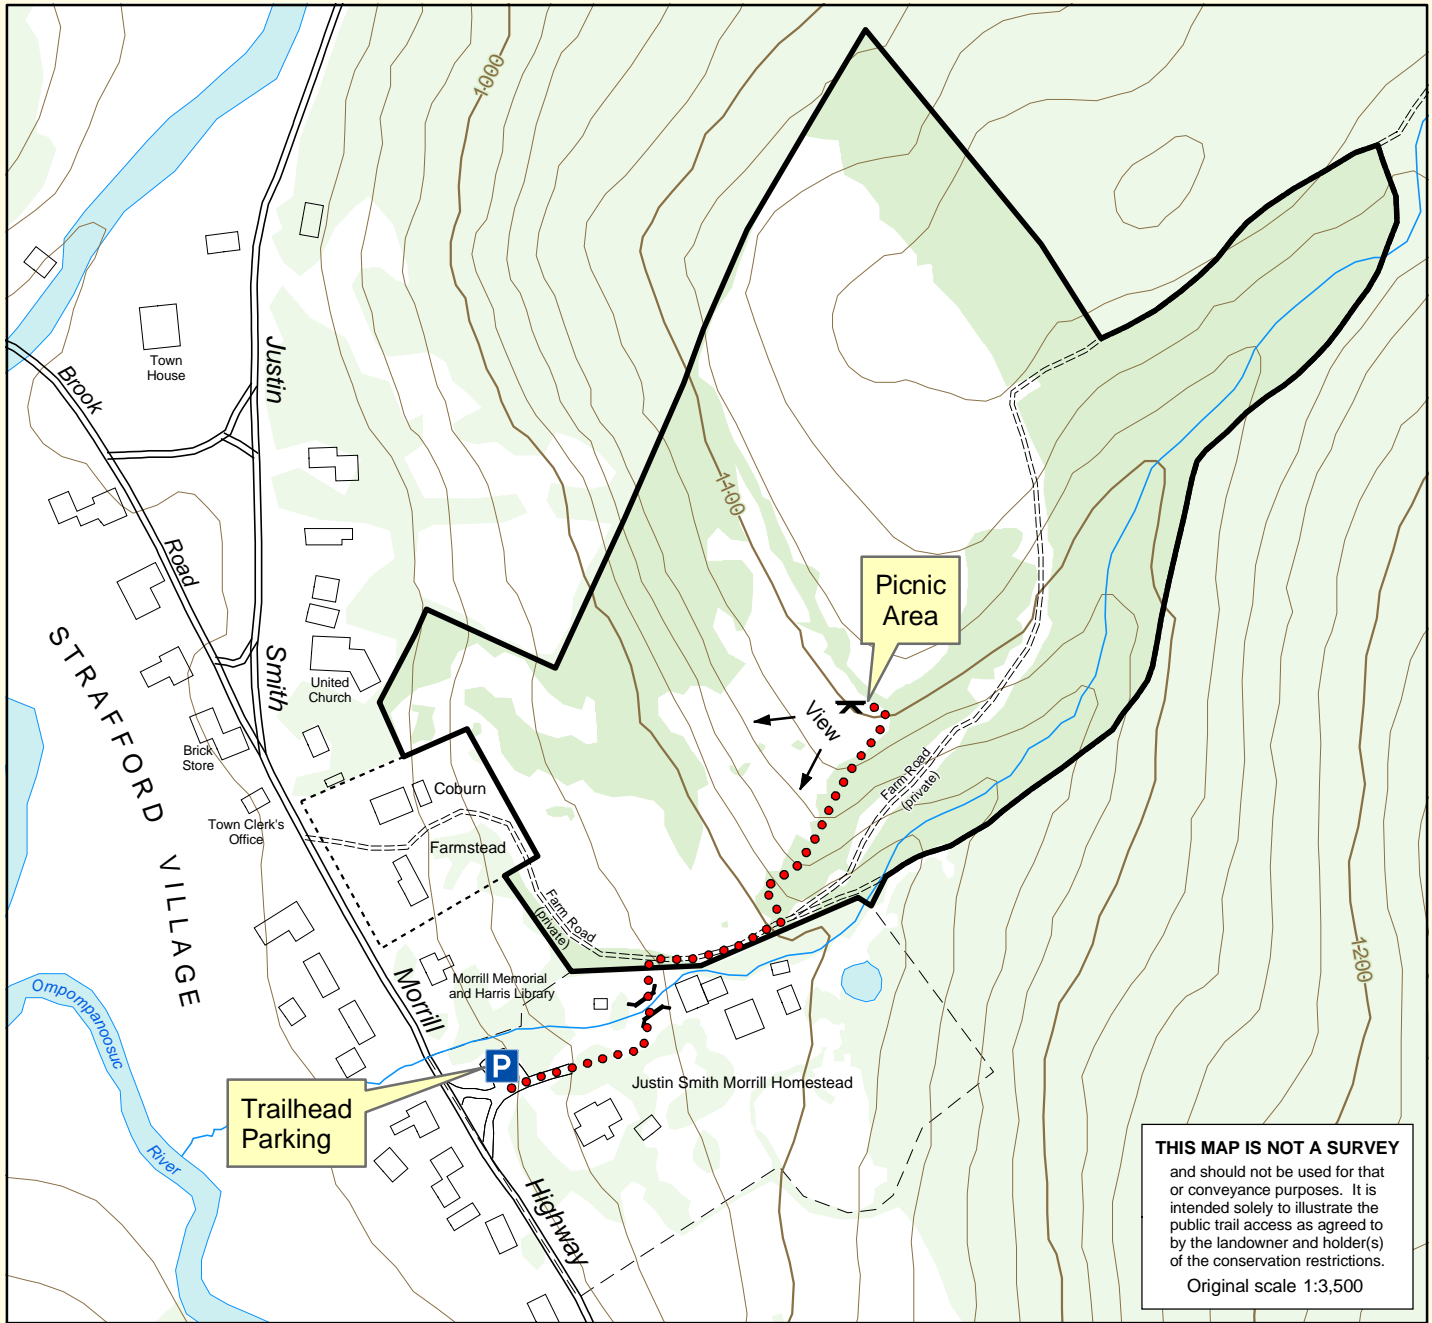 1000
Town
House
Justin
Brook
1100
Road
Picnic
Area
STRAFFORD VILLAGE
Smith
United
Church
View
Brick
Store
Farm Road
(private)
Coburn
Town Clerk's
Office
Farmstead
Farm Road
(private)
1200
Morrill Memorial
and Harris Library
Morrill
Ompompanoosuc
P
Justin Smith Morrill Homestead
Trailhead
Parking
River
Highway
THIS MAP IS NOT A SURVEY
and should not be used for that
or conveyance purposes. It is
intended solely to illustrate the
public trail access as agreed to
by the landowner and holder(s)
of the conservation restrictions.
Original scale 1:3,500